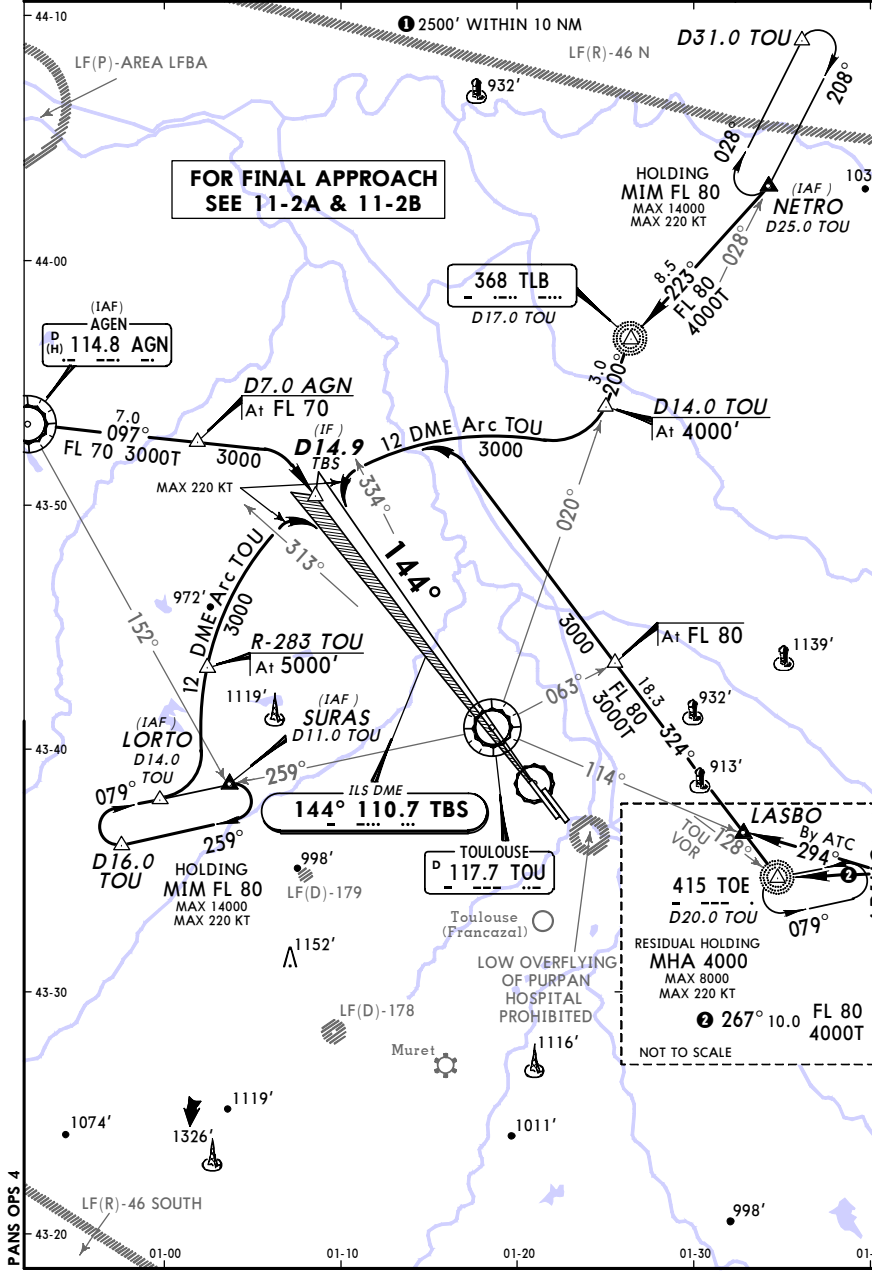 44-10
❶ 2500' WITHIN 10 NM
LF(R)-46 N
D31.0 TOU
LF(P)-AREA LFBA
932'
208°
028°
FOR FINAL APPROACH
SEE 11-2A & 11-2B
HOLDING
MIM FL 80
MAX 14000
MAX 220 KT
(IAF)
NETRO
D25.0 TOU
103
028°
44-00
368 TLB
D17.0 TOU
8.5
223°
FL 80
4000T
(IAF)
AGEN
D
(H) 114.8 AGN
3.0
200°
D7.0 AGN
At FL 70
D14.0 TOU
At 4000'
7.0
097°
FL 70 3000T
3000
(IF)
D14.9
TBS
12 DME Arc TOU
3000
MAX 220 KT
334°
43-50
020°
313°
144°
12 DME Arc TOU
3000
972'
152°
3000
R-283 TOU
At 5000'
At FL 80
1139'
063°
FL 80
3000T
18.3
324°
932'
1119'
(IAF)
SURAS
D11.0 TOU
(IAF)
LORTO
D14.0
TOU
43-40
259°
114°
913'
079°
259°
ILS DME
144° 110.7 TBS
D16.0
TOU
HOLDING
MIM FL 80
MAX 14000
MAX 220 KT
LASBO
By ATC
294°
TOU
VOR
128°
TOULOUSE
D 117.7 TOU
998'
LF(D)-179
415 TOE
D20.0 TOU
❷
079°
Toulouse
(Francazal)
1152'
LOW OVERFLYING
OF PURPAN
HOSPITAL
PROHIBITED
RESIDUAL HOLDING
MHA 4000
MAX 8000
MAX 220 KT
43-30
LF(D)-178
❷ 267° 10.0 FL 80
4000T
NOT TO SCALE
Muret
1116'
1119'
1074'
1326'
1011'
PANS OPS 4
LF(R)-46 SOUTH
998'
43-20
01-00
01-10
01-20
01-30